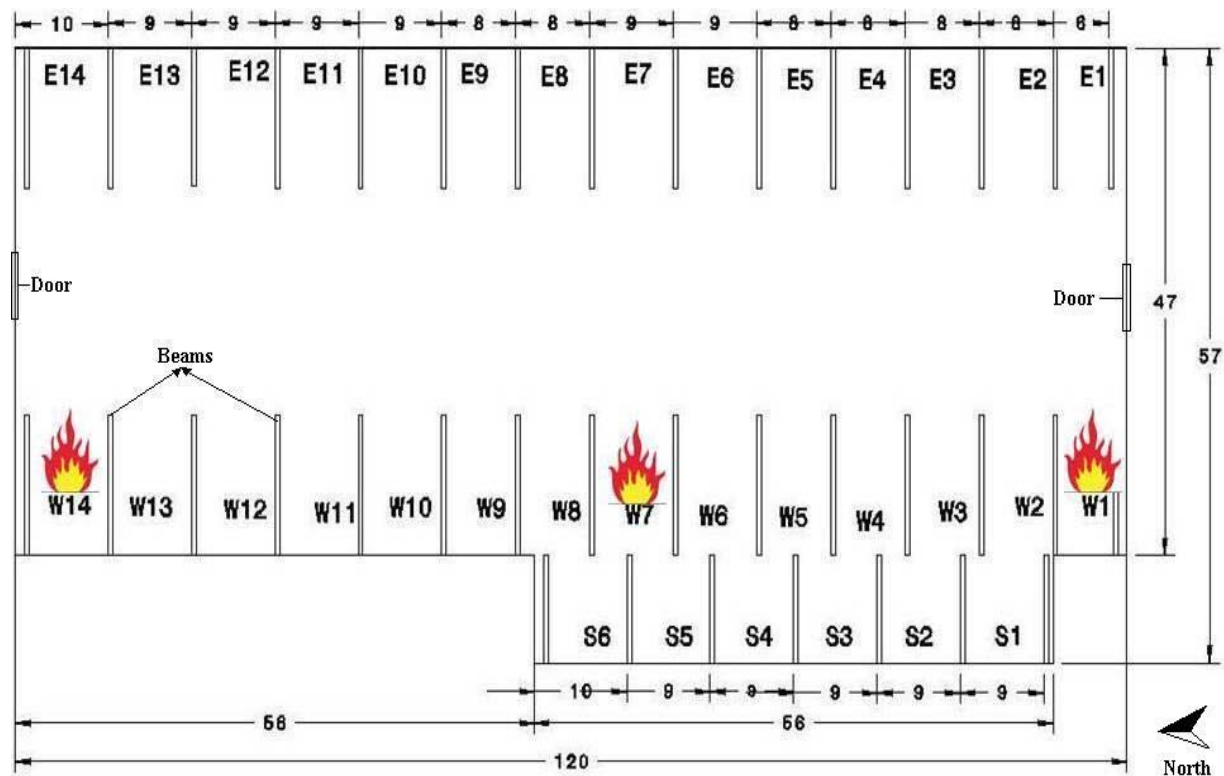 10 9 9 9 9 8 8 9 9 8 8 8 8 6
E14 E13 E12 E11 E10 E9 E8 E7 E6 E5 E4 E3 E2 E1
Door
Door
47
57
Beams
W14 W13 W12 W11 W10 W9 W8 W7 W6 W5 W4 W3 W2 W1
S6 S5 S4 S3 S2 S1
10 9 9 9 9 9
56 56
120
North